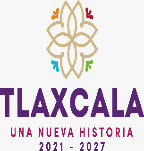 TLAXCALA
UNA NUEVA HISTORIA
2021 - 2027